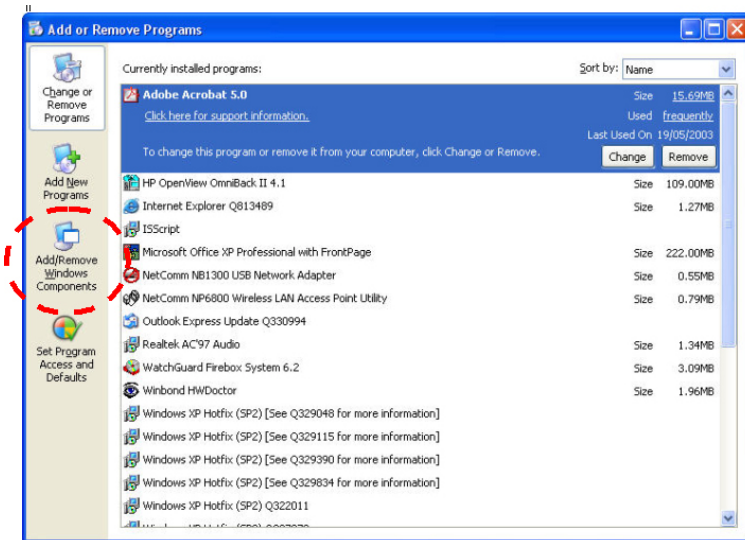 Add or Remove Programs
Change or
Remove
Programs
Add New
Programs
Add/Remove
Windows
Components
Set Program
Access and
Defaults
Currently installed programs:
Sort by: Name
Adobe Acrobat 5.0 Size 15.69MB
Click here for support information. Used frequently
Last Used On 19/05/2003
To change this program or remove it from your computer, click Change or Remove. Change Remove
HP OpenView OmniBack II 4.1 Size 109.00MB
Internet Explorer Q813489 Size 1.27MB
ISScript
Microsoft Office XP Professional with FrontPage Size 222.00MB
NetComm NB1300 USB Network Adapter Size 0.55MB
NetComm NP6800 Wireless LAN Access Point Utility Size 0.79MB
Outlook Express Update Q330994
Realtek AC'97 Audio Size 1.34MB
WatchGuard Firebox System 6.2 Size 3.09MB
Winbond HWDoctor Size 1.96MB
Windows XP Hotfix (SP2) [See Q329048 for more information]
Windows XP Hotfix (SP2) [See Q329115 for more information]
Windows XP Hotfix (SP2) [See Q329390 for more information]
Windows XP Hotfix (SP2) [See Q329834 for more information]
Windows XP Hotfix (SP2) Q322011